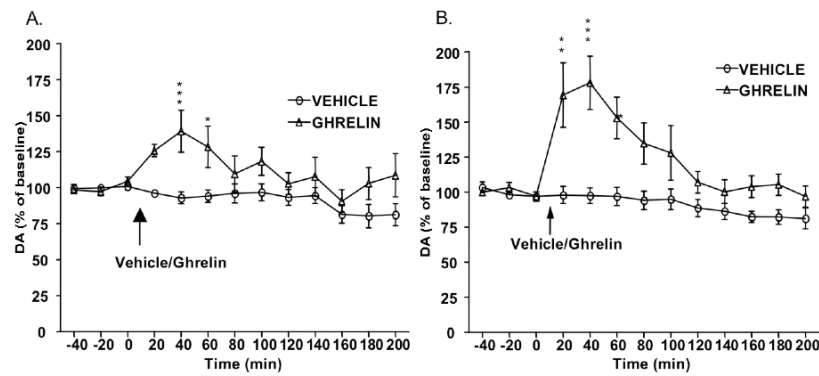 A.
***
*
VEHICLE
GHRELIN
DA (% of baseline)
200
175
150
125
100
75
50
25
0
Vehicle/Ghrelin
-40 -20 0 20 40 60 80 100 120 140 160 180 200
Time (min)
B.
**
***
*
VEHICLE
GHRELIN
DA (% of baseline)
200
175
150
125
100
75
50
25
0
Vehicle/Ghrelin
-40 -20 0 20 40 60 80 100 120 140 160 180 200
Time (min)